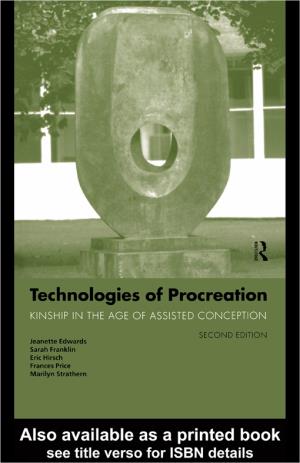 Routledge
Technologies of Procreation
KINSHIP IN THE AGE OF ASSISTED CONCEPTION
SECOND EDITION
Jeanette Edwards
Sarah Franklin
Eric Hirsch
Frances Price
Marilyn Strathern
Also available as a printed book
see title verso for ISBN details